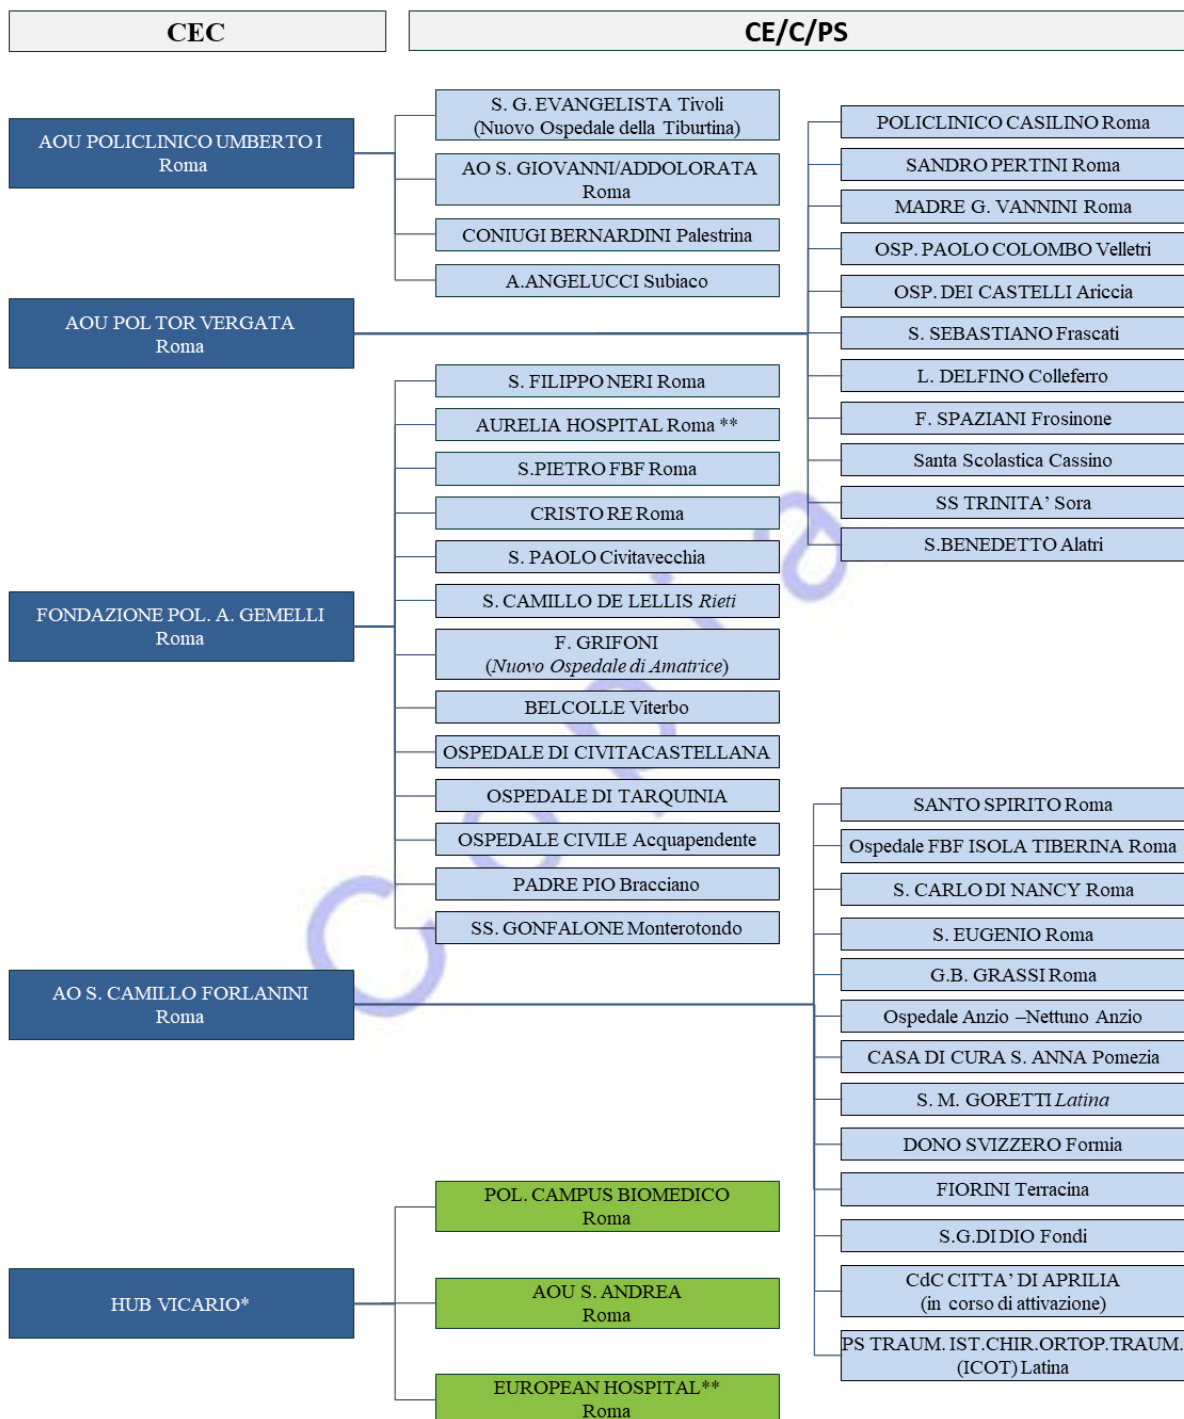 CEC
CE/C/PS
AOU POLICLINICO UMBERTO I
Roma
S. G. EVANGELISTA Tivoli
(Nuovo Ospedale della Tiburtina)
AO S. GIOVANNI/ADDOLORATA
Roma
CONIUGI BERNARDINI Palestrina
A.ANGELUCCI Subiaco
AOU POL TOR VERGATA
Roma
POLICLINICO CASILINO Roma
SANDRO PERTINI Roma
MADRE G. VANNINI Roma
OSP. PAOLO COLOMBO Velletri
OSP. DEI CASTELLI Ariccia
S. SEBASTIANO Frascati
L. DELFINO Colleferro
F. SPAZIANI Frosinone
Santa Scolastica Cassino
SS TRINITA’ Sora
S.BENEDETTO Alatri
FONDAZIONE POL. A. GEMELLI
Roma
S. FILIPPO NERI Roma
AURELIA HOSPITAL Roma **
S.PIETRO FBF Roma
CRISTO RE Roma
S. PAOLO Civitavecchia
S. CAMILLO DE LELLIS Rieti
F. GRIFONI
(Nuovo Ospedale di Amatrice)
BELCOLLE Viterbo
OSPEDALE DI CIVITACASTELLANA
OSPEDALE DI TARQUINIA
OSPEDALE CIVILE Acquapendente
PADRE PIO Bracciano
SS. GONFALONE Monterotondo
AO S. CAMILLO FORLANINI
Roma
SANTO SPIRITO Roma
Ospedale FBF ISOLA TIBERINA Roma
S. CARLO DI NANCY Roma
S. EUGENIO Roma
G.B. GRASSI Roma
Ospedale Anzio –Nettuno Anzio
CASA DI CURA S. ANNA Pomezia
S. M. GORETTI Latina
DONO SVIZZERO Formia
FIORINI Terracina
S.G.DI DIO Fondi
CdC CITTA’ DI APRILIA
(in corso di attivazione)
PS TRAUM. IST.CHIR.ORTOP.TRAUM.
(ICOT) Latina
HUB VICARIO*
POL. CAMPUS BIOMEDICO
Roma
AOU S. ANDREA
Roma
EUROPEAN HOSPITAL**
Roma
Copia